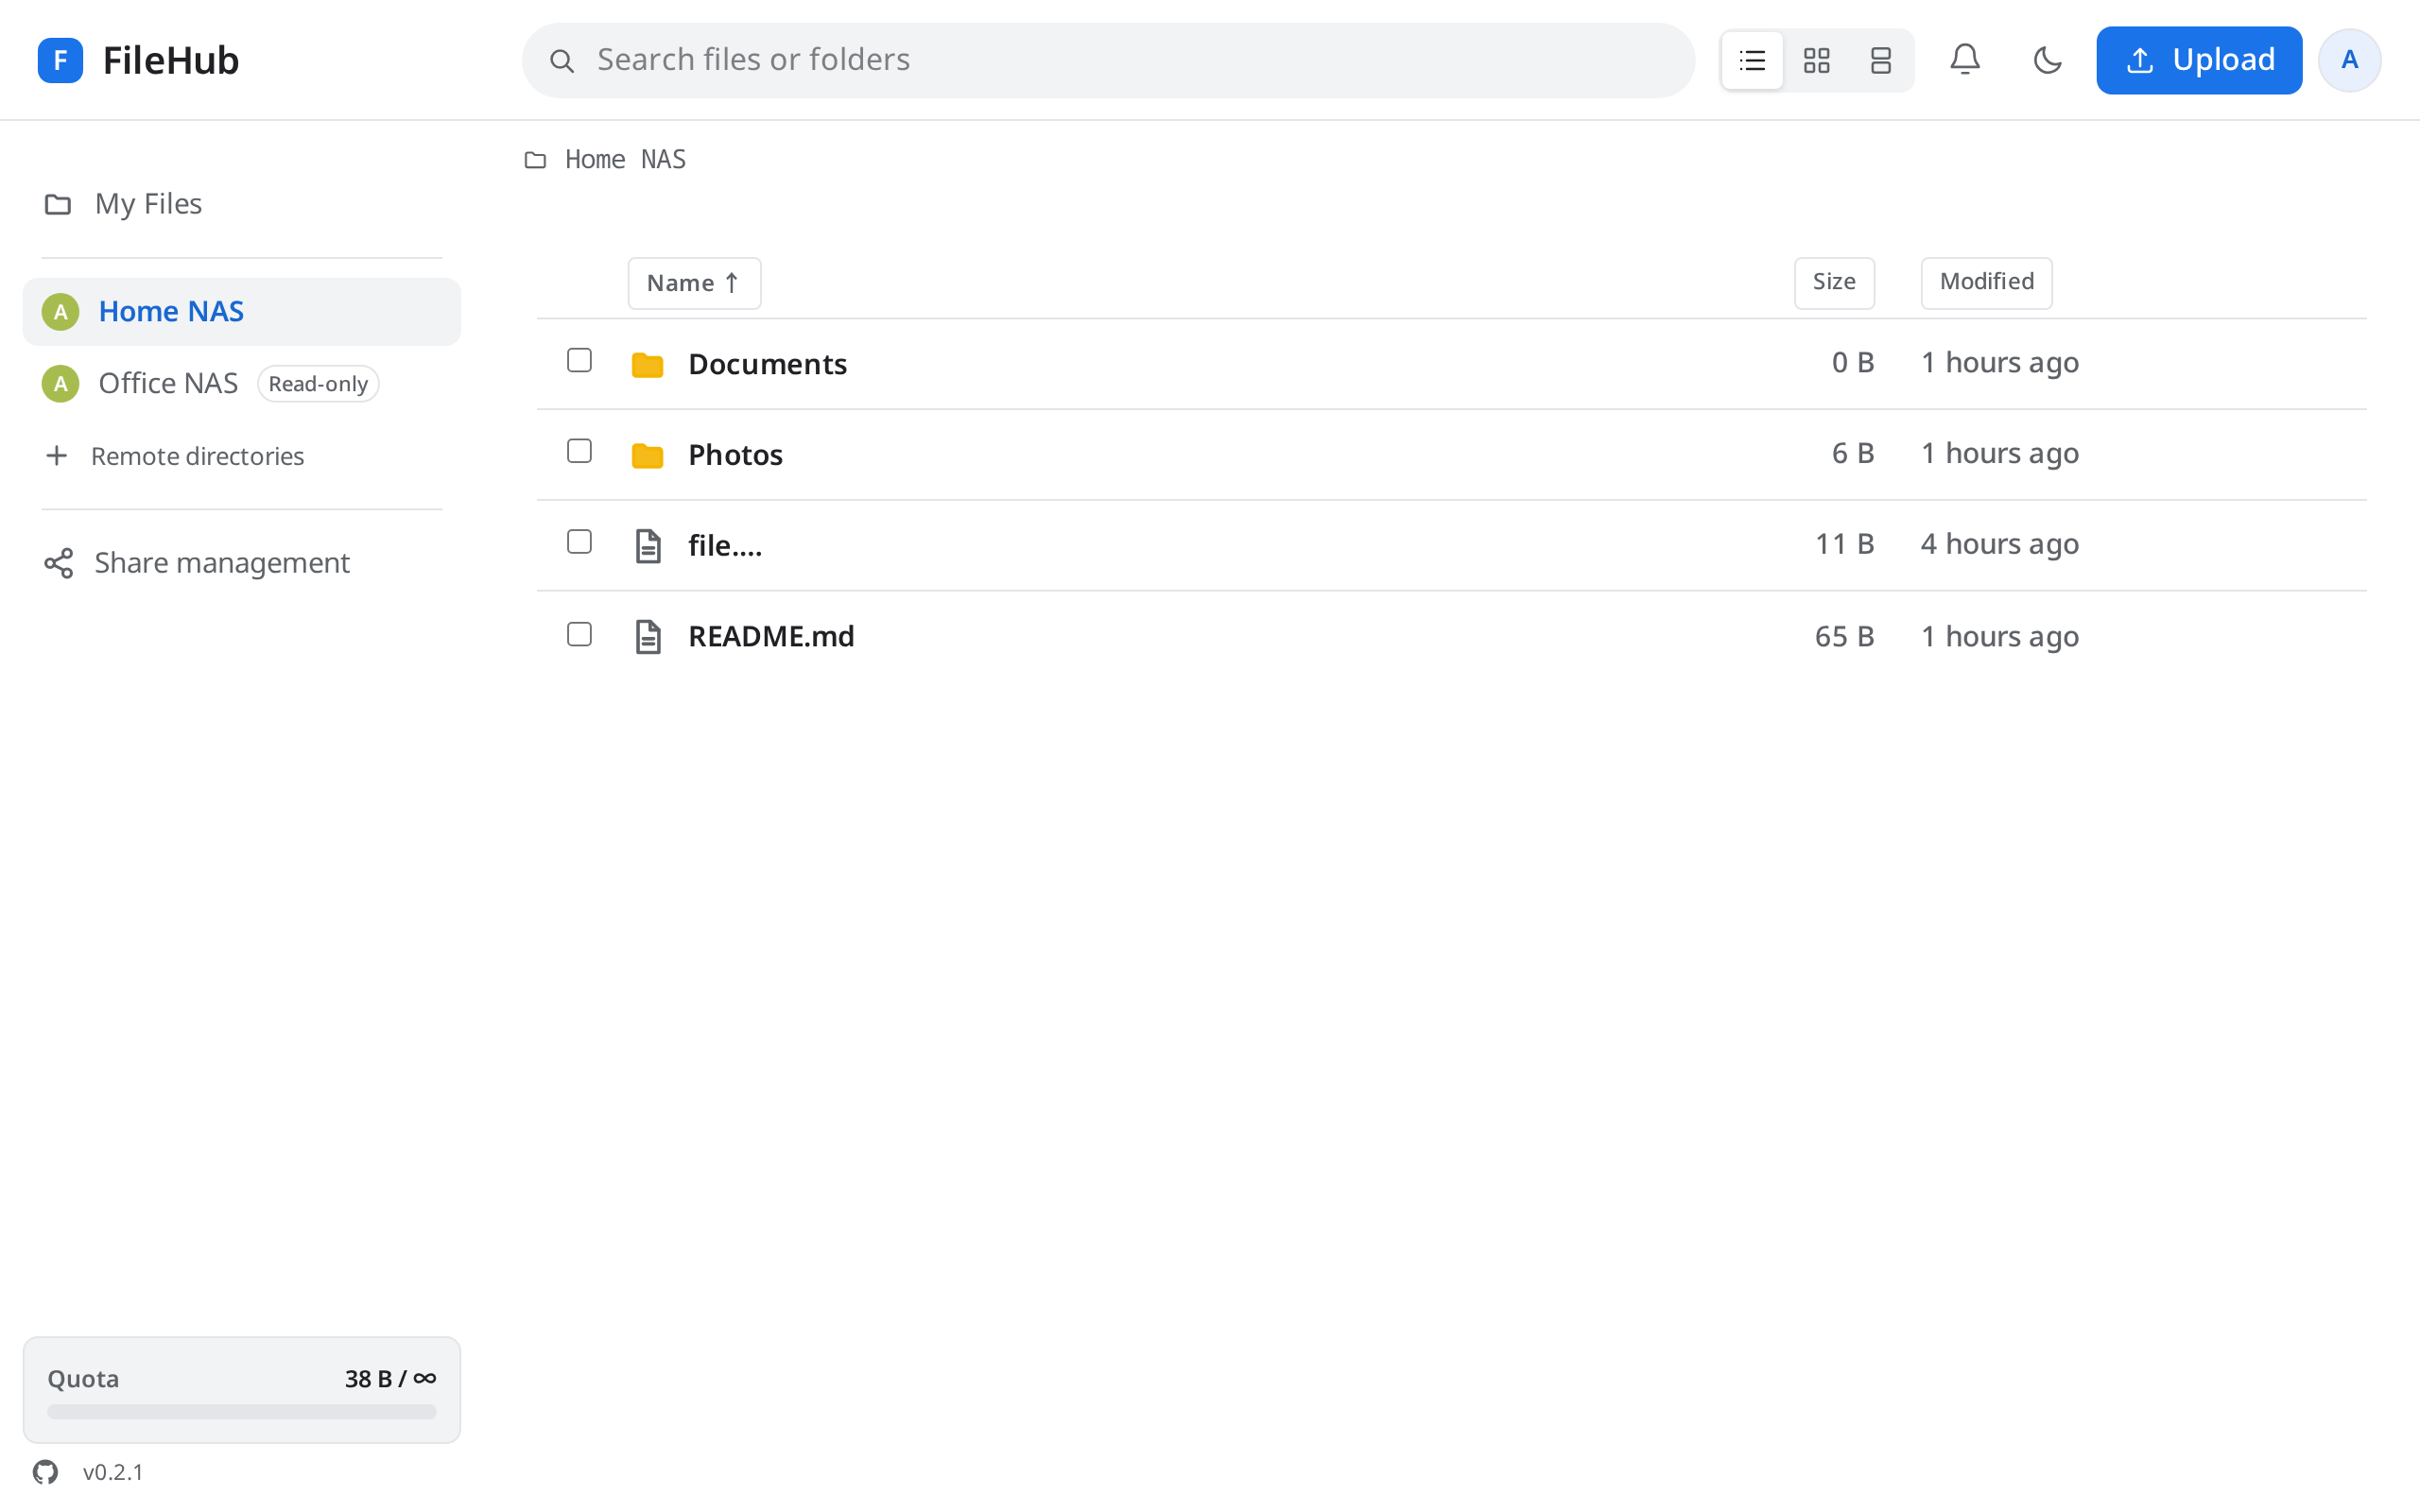 F FileHub
Search files or folders
Upload
A
My Files
A Home NAS
A Office NAS Read-only
+ Remote directories
Share management
Quota 38 B / ∞
v0.2.1
Home NAS
Name ↑ Size Modified
Documents 0 B 1 hours ago
Photos 6 B 1 hours ago
file.... 11 B 4 hours ago
README.md 65 B 1 hours ago